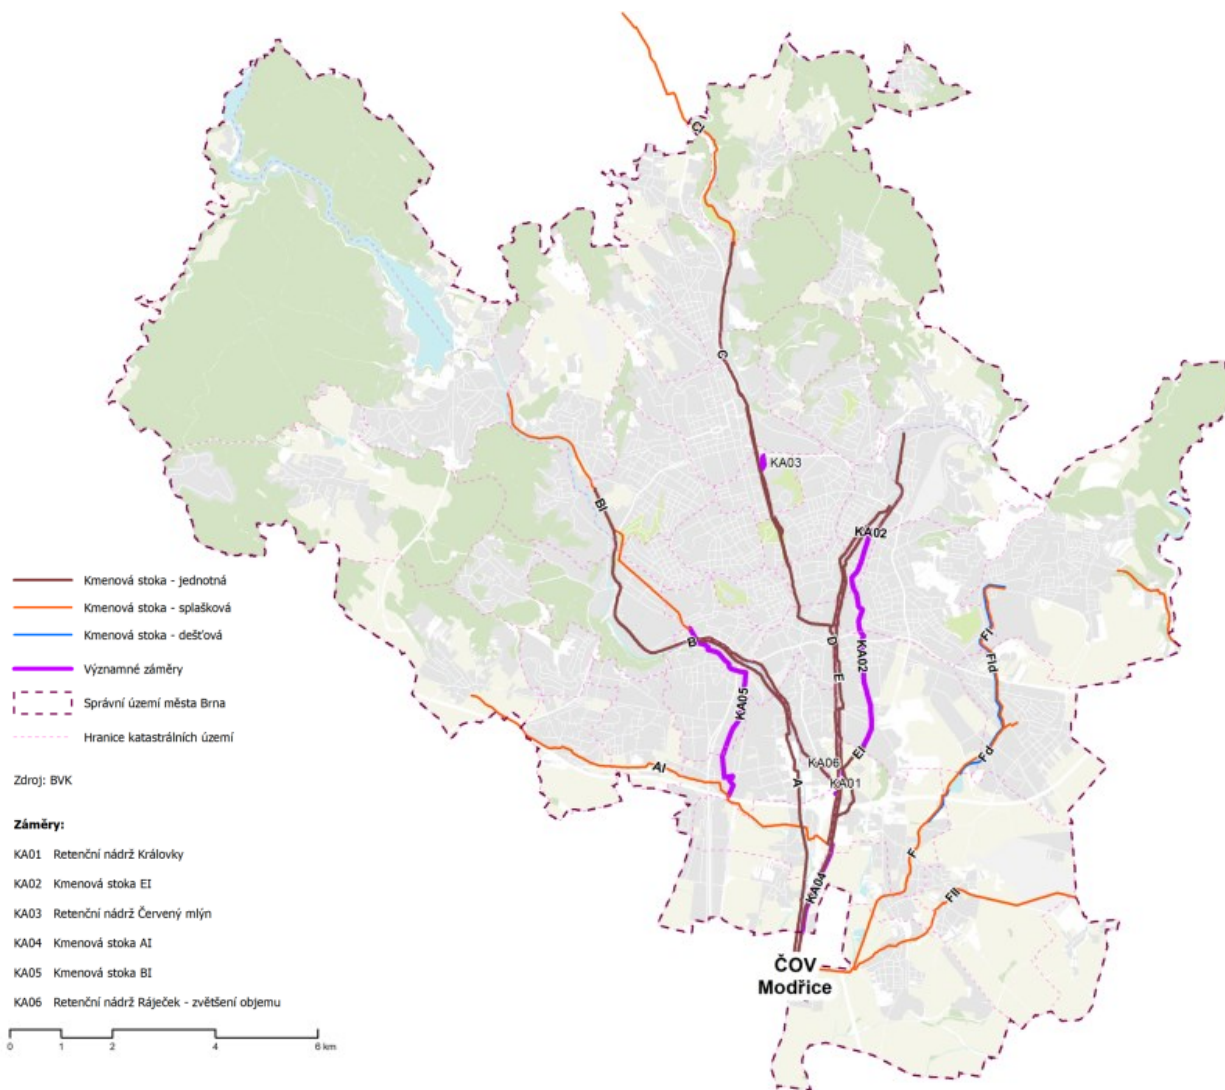 CI
C
KA03
BI
KA02
D
B
KA02
E
FI
FId
KA05
AI
A
KA06
EI
KA01
Fd
F
KA04
FII
ČOV
Modřice
Kmenová stoka - jednotná
Kmenová stoka - splašková
Kmenová stoka - dešťová
Významné záměry
Správní území města Brna
Hranice katastrálních území
Zdroj: BVK
Záměry:
KA01 Retenční nádrž Královky
KA02 Kmenová stoka EI
KA03 Retenční nádrž Červený mlýn
KA04 Kmenová stoka AI
KA05 Kmenová stoka BI
KA06 Retenční nádrž Ráječek - zvětšení objemu
0 1 2 4 6 km